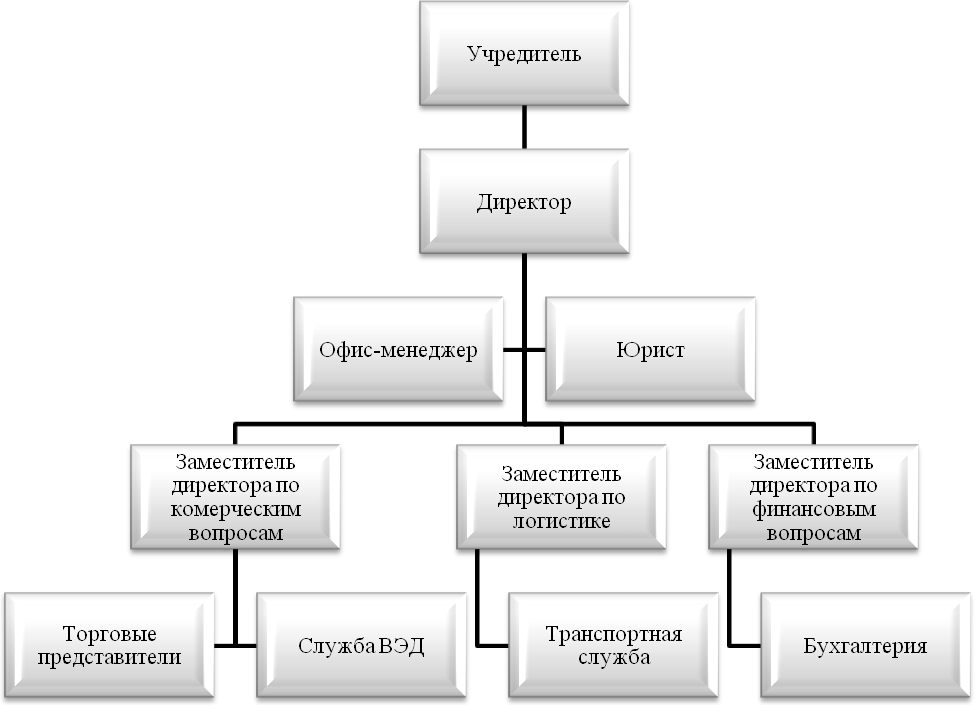 Учредитель
Директор
Офис-менеджер
Юрист
Заместитель
директора по
комерческим
вопросам
Заместитель
директора по
логистике
Заместитель
директора по
финансовым
вопросам
Торговые
представители
Служба ВЭД
Транспортная
служба
Бухгалтерия